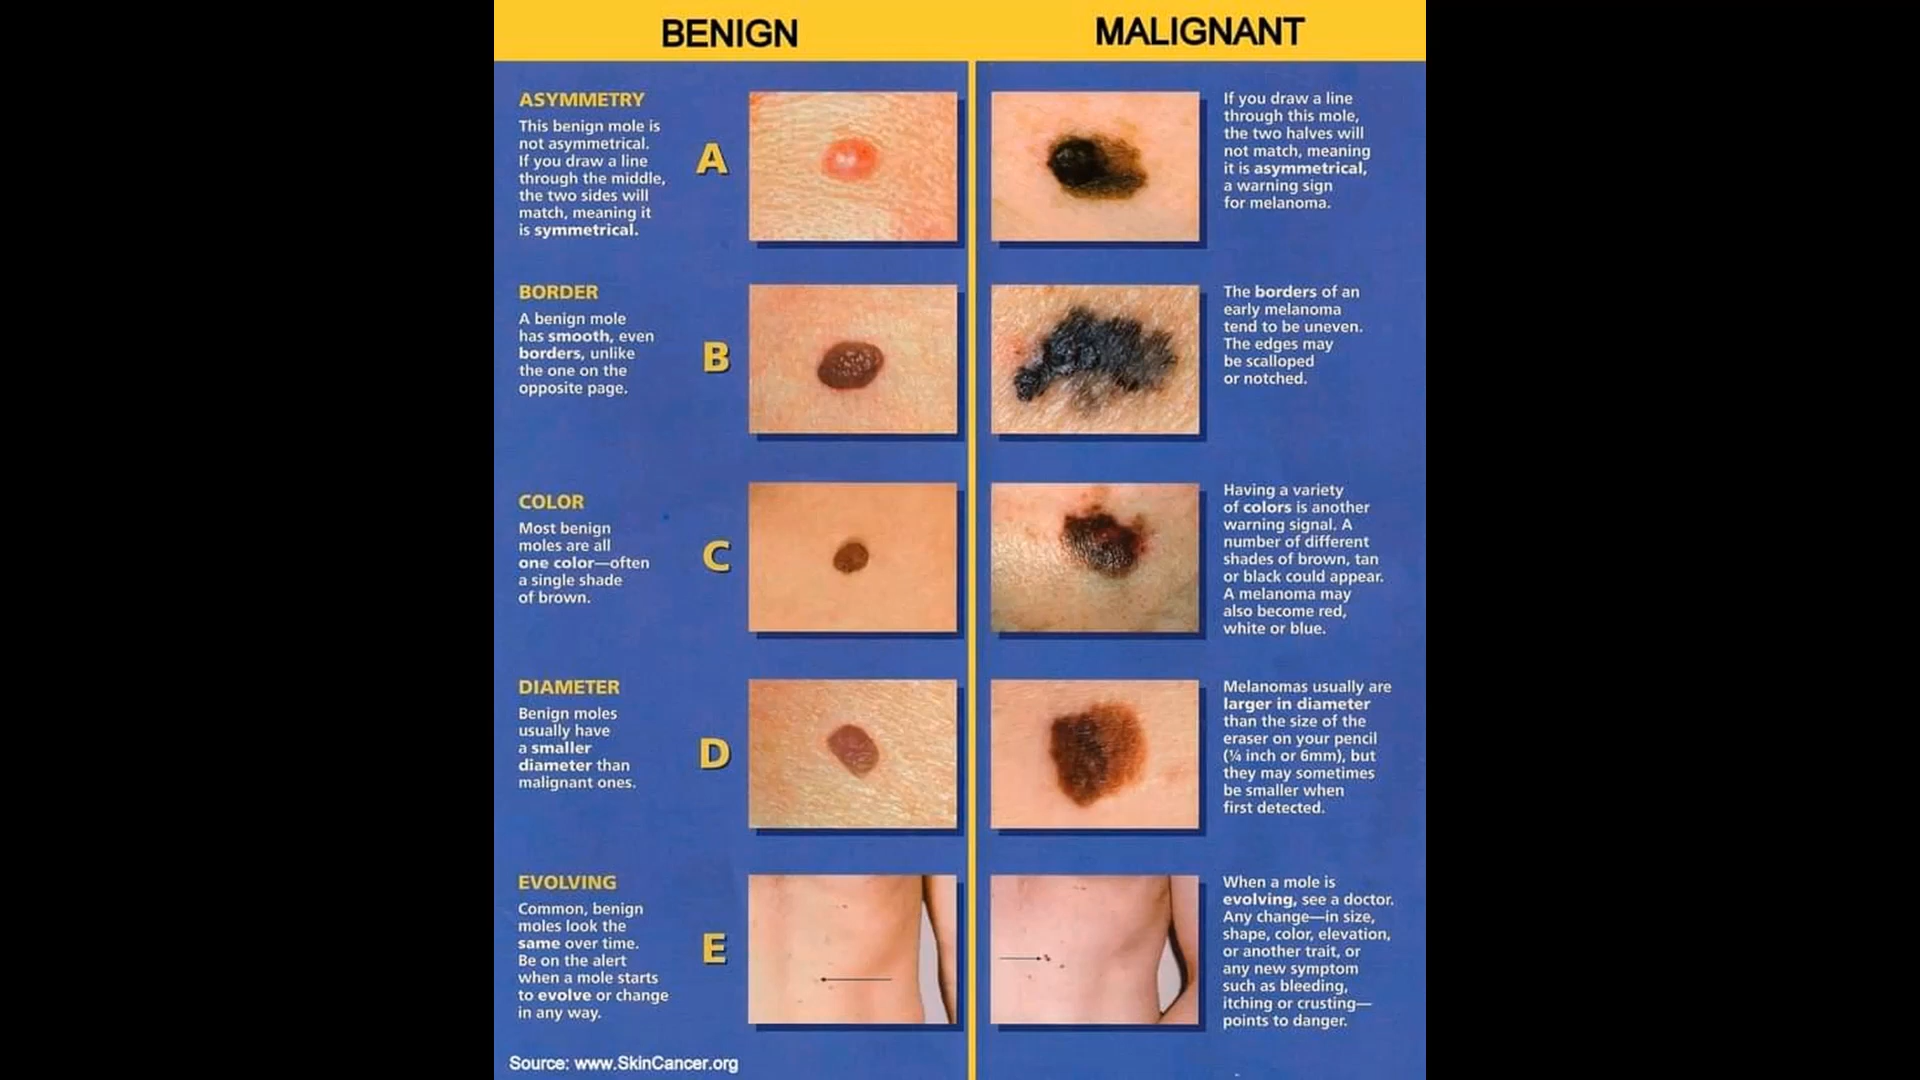 BENIGN
MALIGNANT
ASYMMETRY
This benign mole is
not asymmetrical.
If you draw a line
through the middle,
the two sides will
match, meaning it
is symmetrical.
A
If you draw a line
through this mole,
the two halves will
not match, meaning
it is asymmetrical,
a warning sign
for melanoma.
BORDER
A benign mole
has smooth, even
borders, unlike
the one on the
opposite page.
B
The borders of an
early melanoma
tend to be uneven.
The edges may
be scalloped
or notched.
COLOR
Most benign
moles are all
one color—often
a single shade
of brown.
C
Having a variety
of colors is another
warning signal. A
number of different
shades of brown, tan
or black could appear.
A melanoma may
also become red,
white or blue.
DIAMETER
Benign moles
usually have
a smaller
diameter than
malignant ones.
D
Melanomas usually are
larger in diameter
than the size of the
eraser on your pencil
(¼ inch or 6mm), but
they may sometimes
be smaller when
first detected.
EVOLVING
Common, benign
moles look the
same over time.
Be on the alert
when a mole starts
to evolve or change
in any way.
E
When a mole is
evolving, see a doctor.
Any change—in size,
shape, color, elevation,
or another trait, or
any new symptom
such as bleeding,
itching or crusting—
points to danger.
Source: www.SkinCancer.org